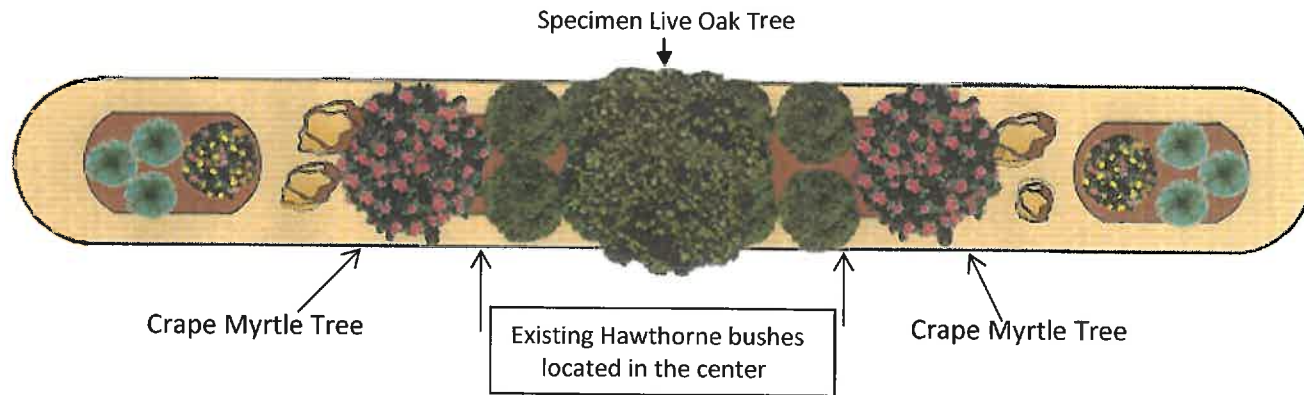 Specimen Live Oak Tree
Crape Myrtle Tree
Existing Hawthorne bushes
located in the center
Crape Myrtle Tree